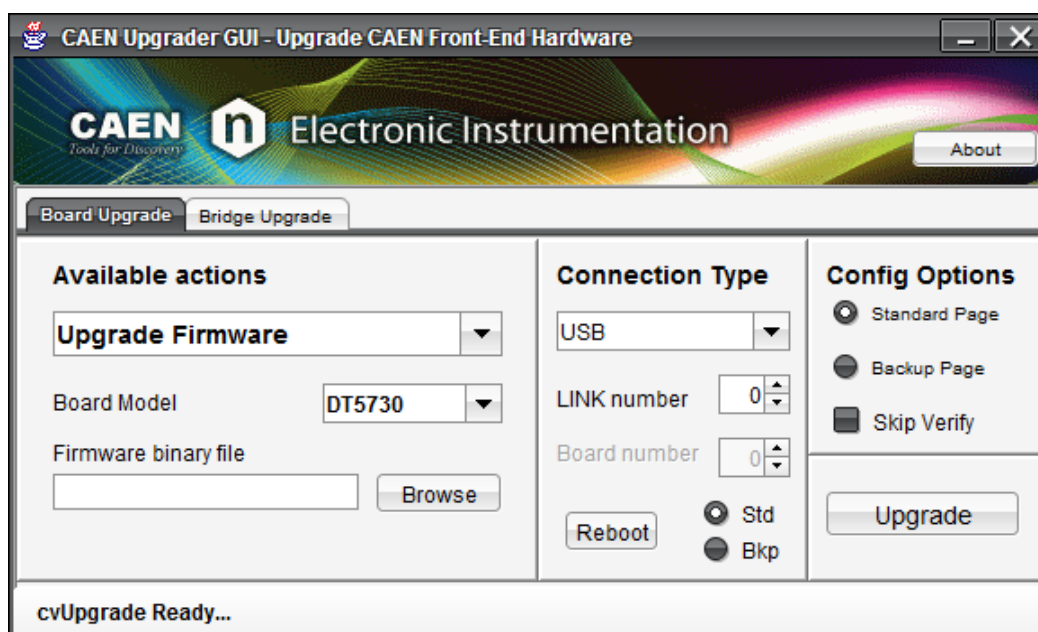 CAEN Upgrader GUI - Upgrade CAEN Front-End Hardware
CAEN
Tools for Discovery
n
Electronic Instrumentation
About
Board Upgrade
Bridge Upgrade
Available actions
Upgrade Firmware
Board Model
DT5730
Firmware binary file
Browse
Connection Type
USB
LINK number
0
Board number
0
Reboot
Std
Bkp
Config Options
Standard Page
Backup Page
Skip Verify
Upgrade
cvUpgrade Ready...